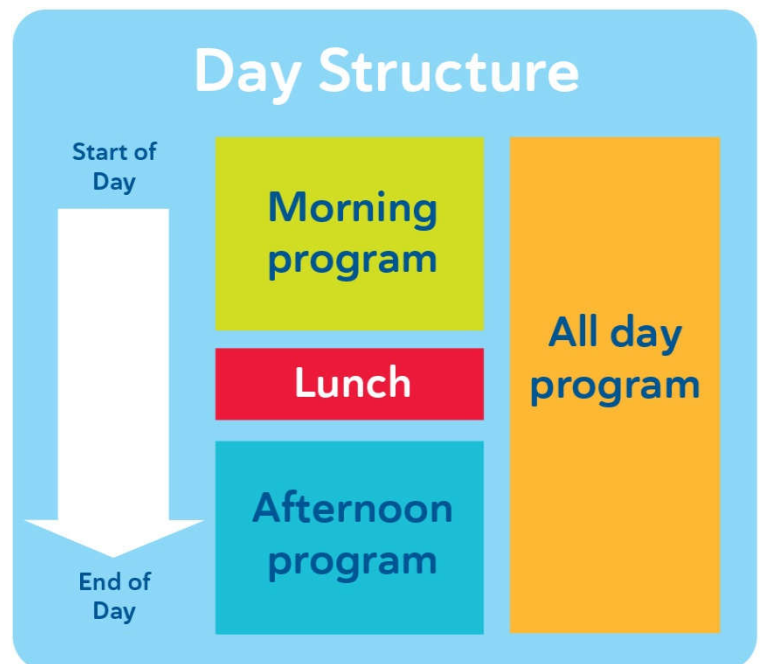 Day Structure
Start of
Day
Morning
program
Lunch
Afternoon
program
All day
program
End of
Day